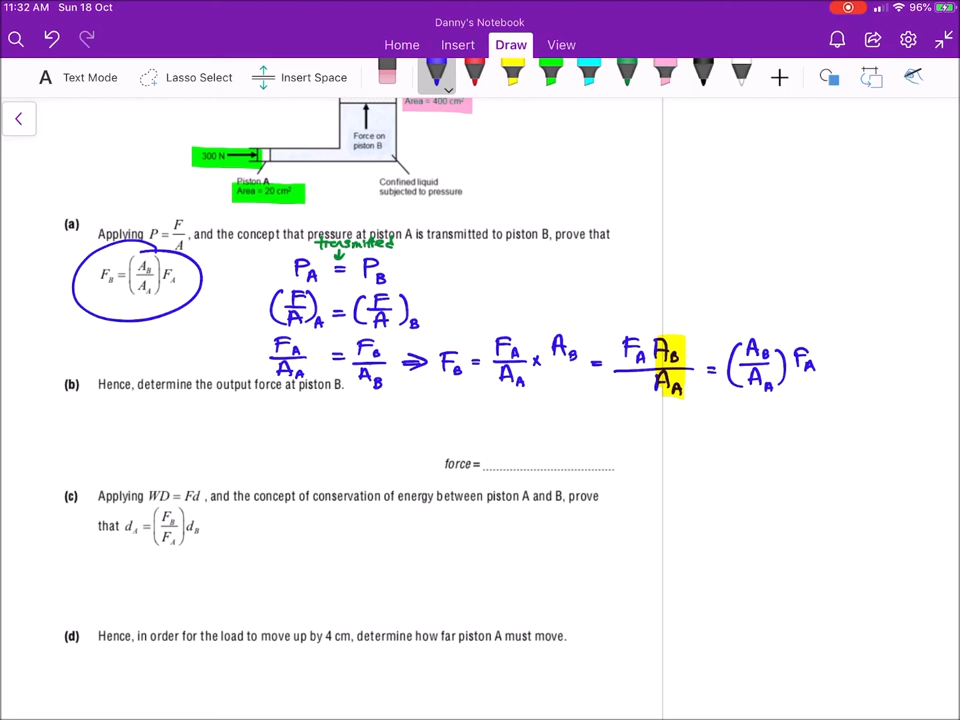 11:32 AM Sun 18 Oct
96%
Danny's Notebook
Home Insert Draw View
A Text Mode Lasso Select Insert Space
Area = 400 cm²
Force on
piston B
300 N
Piston A
Area = 20 cm²
Confined liquid
subjected to pressure
(a) Applying P = F/A, and the concept that pressure at piston A is transmitted to piston B, prove that
F_B = (A_B/A_A) F_A
transmitted
P_A = P_B
(F/A)_A = (F/A)_B
F_A/A_A = F_B/A_B ⇒ F_B = F_A/A_A × A_B = F_A A_B/A_A = (A_B/A_A) F_A
(b) Hence, determine the output force at piston B.
force = ..............................
(c) Applying WD = Fd , and the concept of conservation of energy between piston A and B, prove
that d_A = (F_B/F_A) d_B
(d) Hence, in order for the load to move up by 4 cm, determine how far piston A must move.